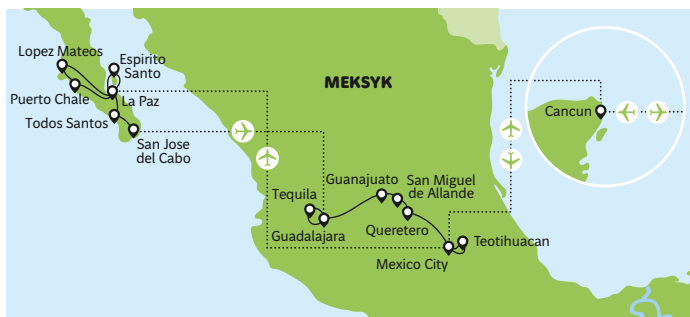 Lopez Mateos
Espirito
Santo
Puerto Chale
La Paz
Todos Santos
San Jose
del Cabo
MEKSYK
Cancun
Guanajuato
San Miguel
de Allande
Tequila
Guadalajara
Queretero
Teotihuacan
Mexico City